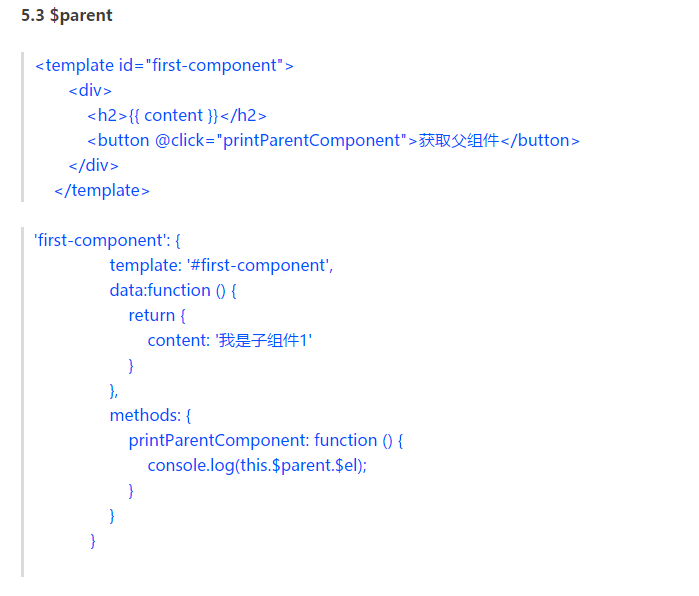 5.3 $parent
<template id="first-component">
<div>
<h2>{{ content }}</h2>
<button @click="printParentComponent">获取父组件</button>
</div>
</template>
'first-component': {
template: '#first-component',
data:function () {
return {
content: '我是子组件1'
}
},
methods: {
printParentComponent: function () {
console.log(this.$parent.$el);
}
}
}